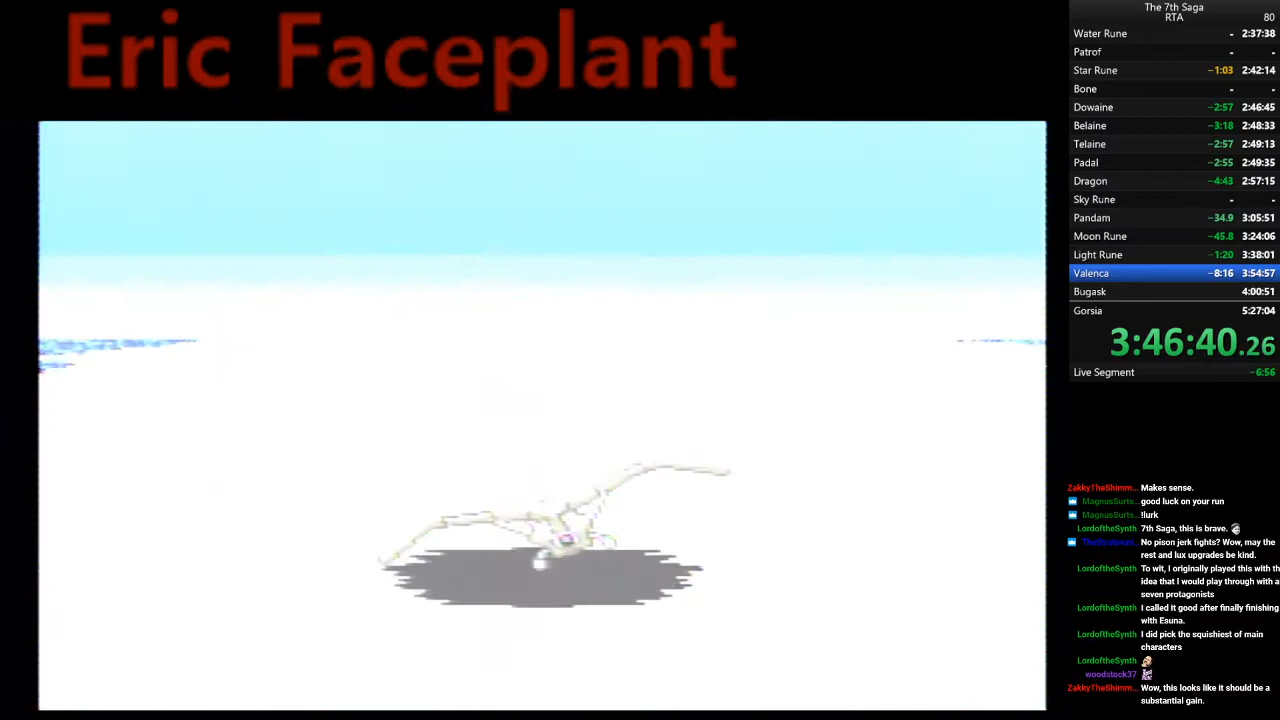 Eric Faceplant
The 7th Saga
RTA 80
Water Rune - 2:37:38
Patrof - -
Star Rune −1:03 2:42:14
Bone - -
Dowaine −2:57 2:46:45
Belaine −3:18 2:48:33
Telaine −2:57 2:49:13
Padal −2:55 2:49:35
Dragon −4:43 2:57:15
Sky Rune - -
Pandam −34.9 3:05:51
Moon Rune −45.8 3:24:06
Light Rune −1:20 3:38:01
Valenca −8:16 3:54:57
Bugask 4:00:51
Gorsia 5:27:04
3:46:40.26
Live Segment −6:56
ZakkyTheShimm... Makes sense.
MagnusSurts... good luck on your run
MagnusSurts... !lurk
LordoftheSynth 7th Saga, this is brave.
No pison jerk fights? Wow, may the
rest and lux upgrades be kind.
LordoftheSynth To wit, I originally played this with th
idea that I would play through with a
seven protagonists
LordoftheSynth I called it good after finally finishing
with Esuna.
LordoftheSynth I did pick the squishiest of main
characters
LordoftheSynth
woodstock37
ZakkyTheShimm... Wow, this looks like it should be a
substantial gain.